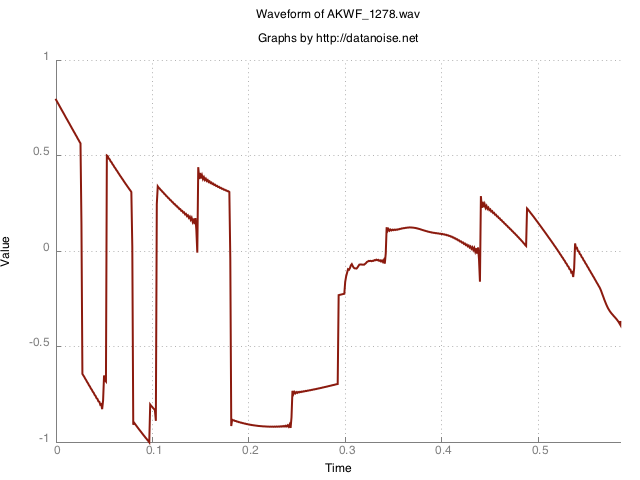 Waveform of AKWF_1278.wav
Graphs by http://datanoise.net
1
0.5
0
-0.5
-1
Value
0 0.1 0.2 0.3 0.4 0.5
Time